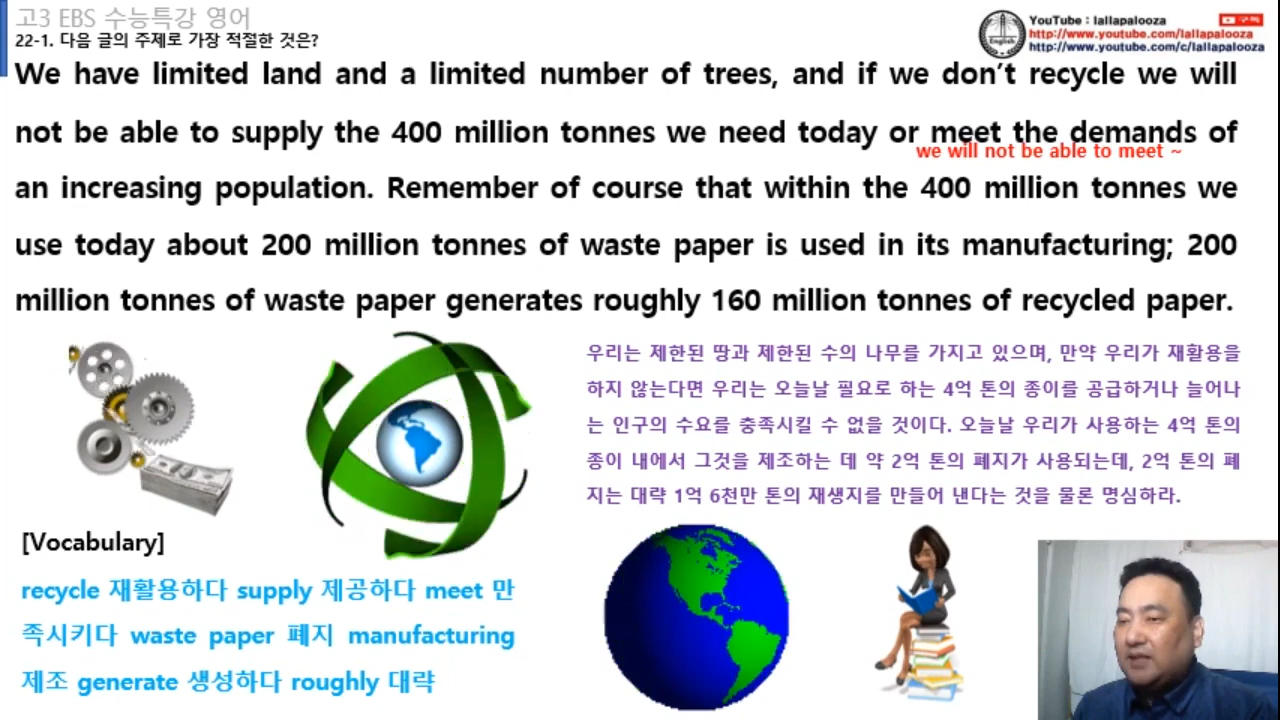 고3 EBS 수능특강 영어
22-1. 다음 글의 주제로 가장 적절한 것은?
YouTube : lallapalooza
구독
http://www.youtube.com/lallapalooza
http://www.youtube.com/c/lallapalooza
English
We have limited land and a limited number of trees, and if we don't recycle we will
not be able to supply the 400 million tonnes we need today or meet the demands of
we will not be able to meet ~
an increasing population. Remember of course that within the 400 million tonnes we
use today about 200 million tonnes of waste paper is used in its manufacturing; 200
million tonnes of waste paper generates roughly 160 million tonnes of recycled paper.
우리는 제한된 땅과 제한된 수의 나무를 가지고 있으며, 만약 우리가 재활용을
하지 않는다면 우리는 오늘날 필요로 하는 4억 톤의 종이를 공급하거나 늘어나
는 인구의 수요를 충족시킬 수 없을 것이다. 오늘날 우리가 사용하는 4억 톤의
종이 내에서 그것을 제조하는 데 약 2억 톤의 폐지가 사용되는데, 2억 톤의 폐
지는 대략 1억 6천만 톤의 재생지를 만들어 낸다는 것을 물론 명심하라.
[Vocabulary]
recycle 재활용하다 supply 제공하다 meet 만
족시키다 waste paper 폐지 manufacturing
제조 generate 생성하다 roughly 대략